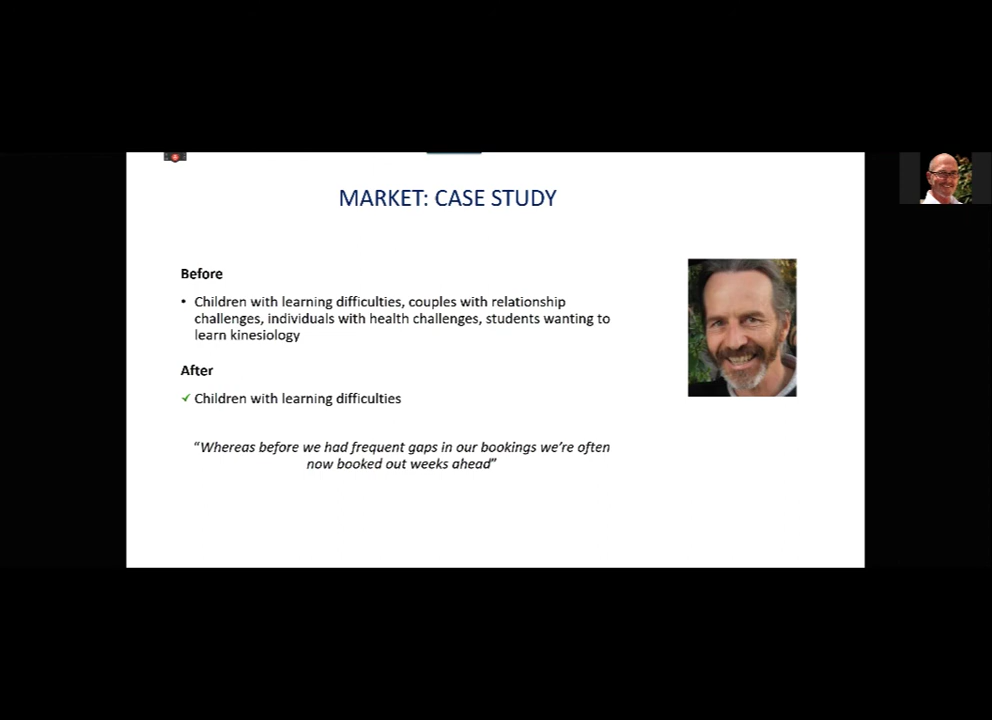 MARKET: CASE STUDY
Before
• Children with learning difficulties, couples with relationship
challenges, individuals with health challenges, students wanting to
learn kinesiology
After
✓ Children with learning difficulties
“Whereas before we had frequent gaps in our bookings we’re often
now booked out weeks ahead”